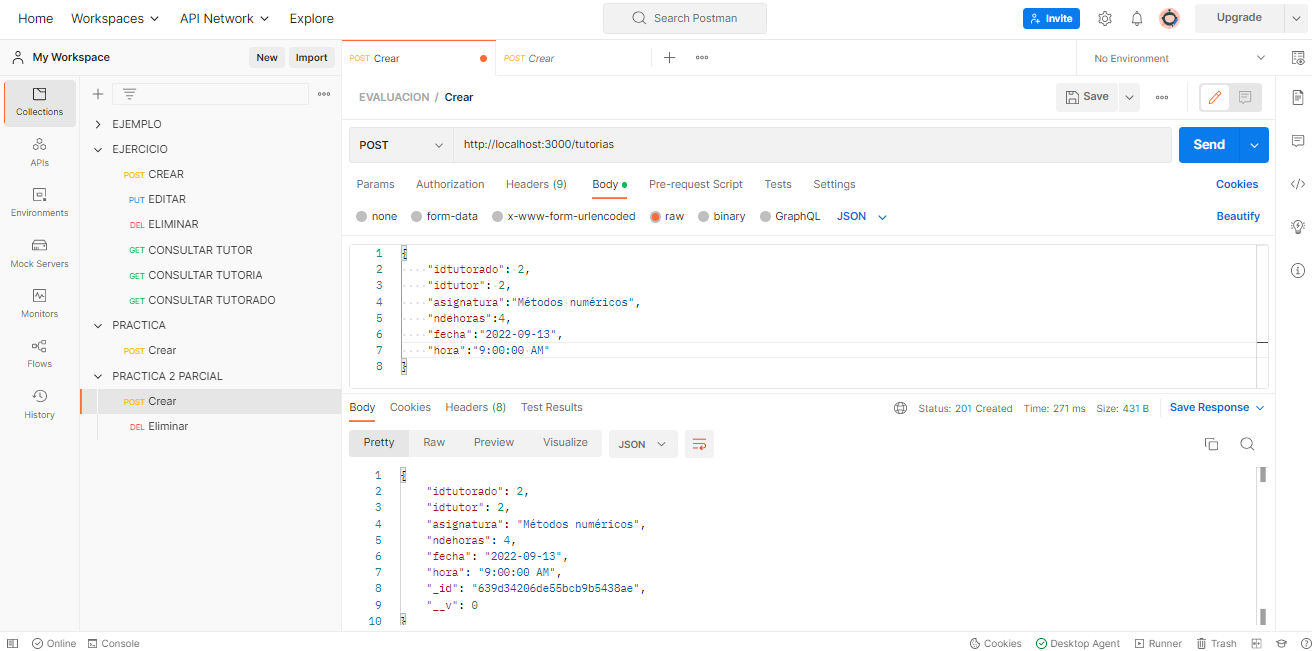 Home Workspaces API Network Explore Search Postman Invite Upgrade
My Workspace New Import POST Crear POST Crear No Environment
Collections
APIs
Environments
Mock Servers
Monitors
Flows
History
EJEMPLO
EJERCICIO
POST CREAR
PUT EDITAR
DEL ELIMINAR
GET CONSULTAR TUTOR
GET CONSULTAR TUTORIA
GET CONSULTAR TUTORADO
PRACTICA
POST Crear
PRACTICA 2 PARCIAL
POST Crear
DEL Eliminar
EVALUACION / Crear Save
POST http://localhost:3000/tutorias Send
Params Authorization Headers (9) Body Pre-request Script Tests Settings Cookies
none form-data x-www-form-urlencoded raw binary GraphQL JSON Beautify
1 {
2 "idtutorado": 2,
3 "idtutor": 2,
4 "asignatura":"Métodos numéricos",
5 "ndehoras":4,
6 "fecha":"2022-09-13",
7 "hora":"9:00:00 AM"
8 }
Body Cookies Headers (8) Test Results Status: 201 Created Time: 271 ms Size: 431 B Save Response
Pretty Raw Preview Visualize JSON
1 {
2 "idtutorado": 2,
3 "idtutor": 2,
4 "asignatura": "Métodos numéricos",
5 "ndehoras": 4,
6 "fecha": "2022-09-13",
7 "hora": "9:00:00 AM",
8 "_id": "639d34206de55bcb9b5438ae",
9 "__v": 0
10 }
Online Console Cookies Desktop Agent Runner Trash